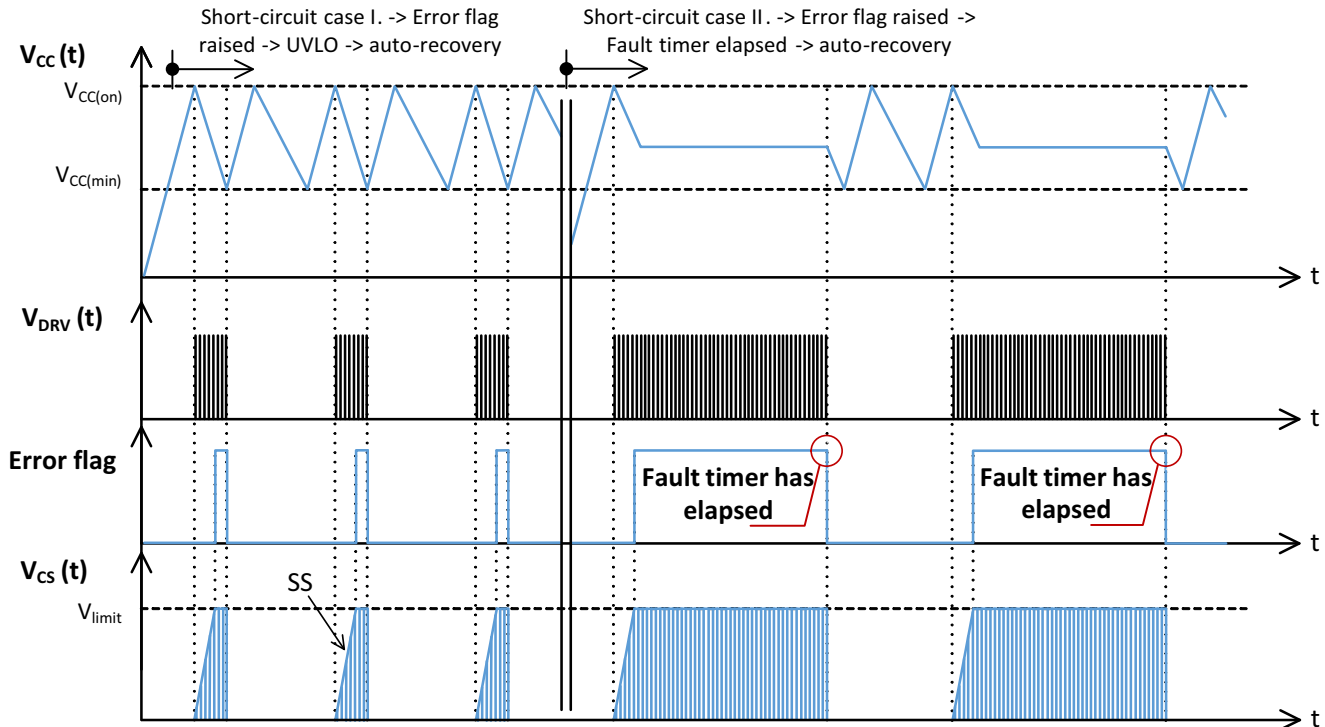 Short-circuit case I. -> Error flag
raised -> UVLO -> auto-recovery
Short-circuit case II. -> Error flag raised ->
Fault timer elapsed -> auto-recovery
VCC (t)
VCC(on)
VCC(min)
t
VDRV (t)
t
Error flag
Fault timer has
elapsed
Fault timer has
elapsed
t
VCS (t)
Vlimit
SS
t